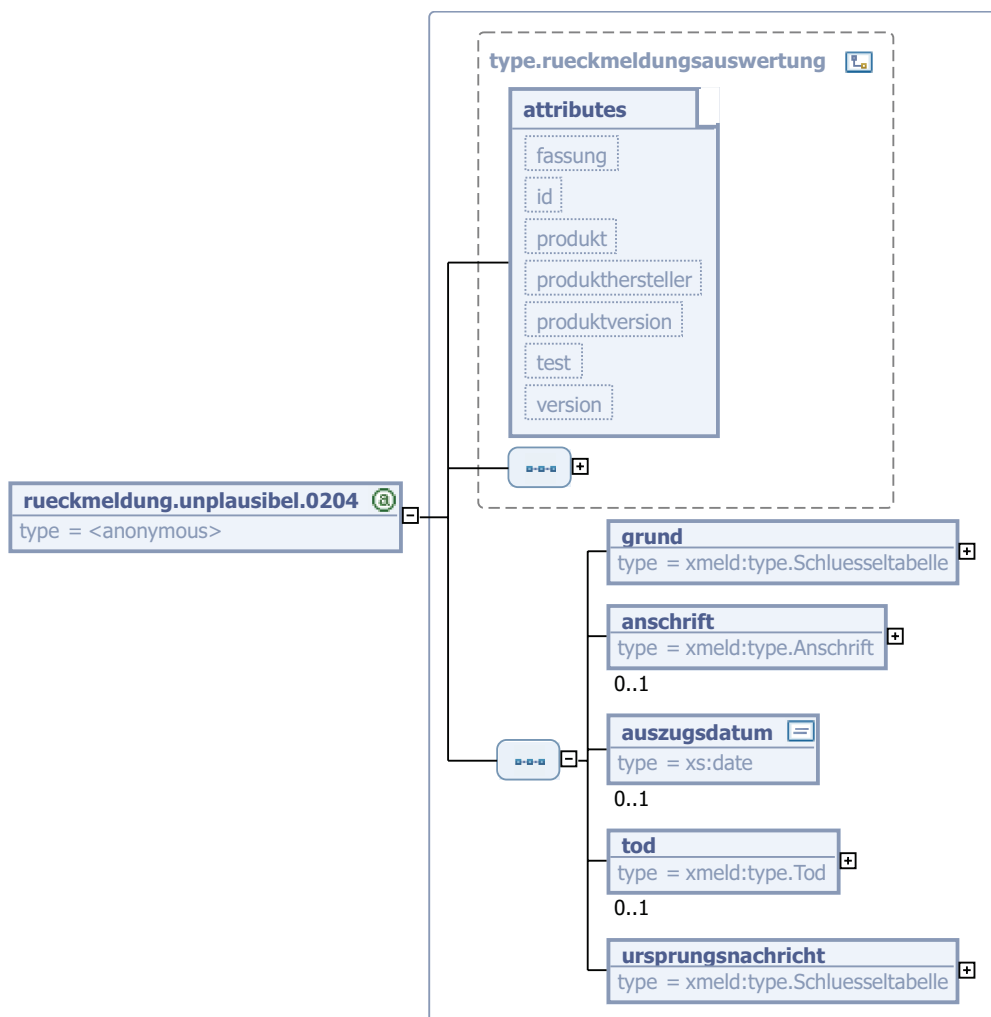 type.rueckmeldungsauswertung
attributes
fassung
id
produkt
produkthersteller
produktversion
test
version
rueckmeldung.unplausibel.0204 @
type = <anonymous>
grund
type = xmeld:type.Schluesseltabelle
anschrift
type = xmeld:type.Anschrift
0..1
auszugsdatum
type = xs:date
0..1
tod
type = xmeld:type.Tod
0..1
ursprungsnachricht
type = xmeld:type.Schluesseltabelle